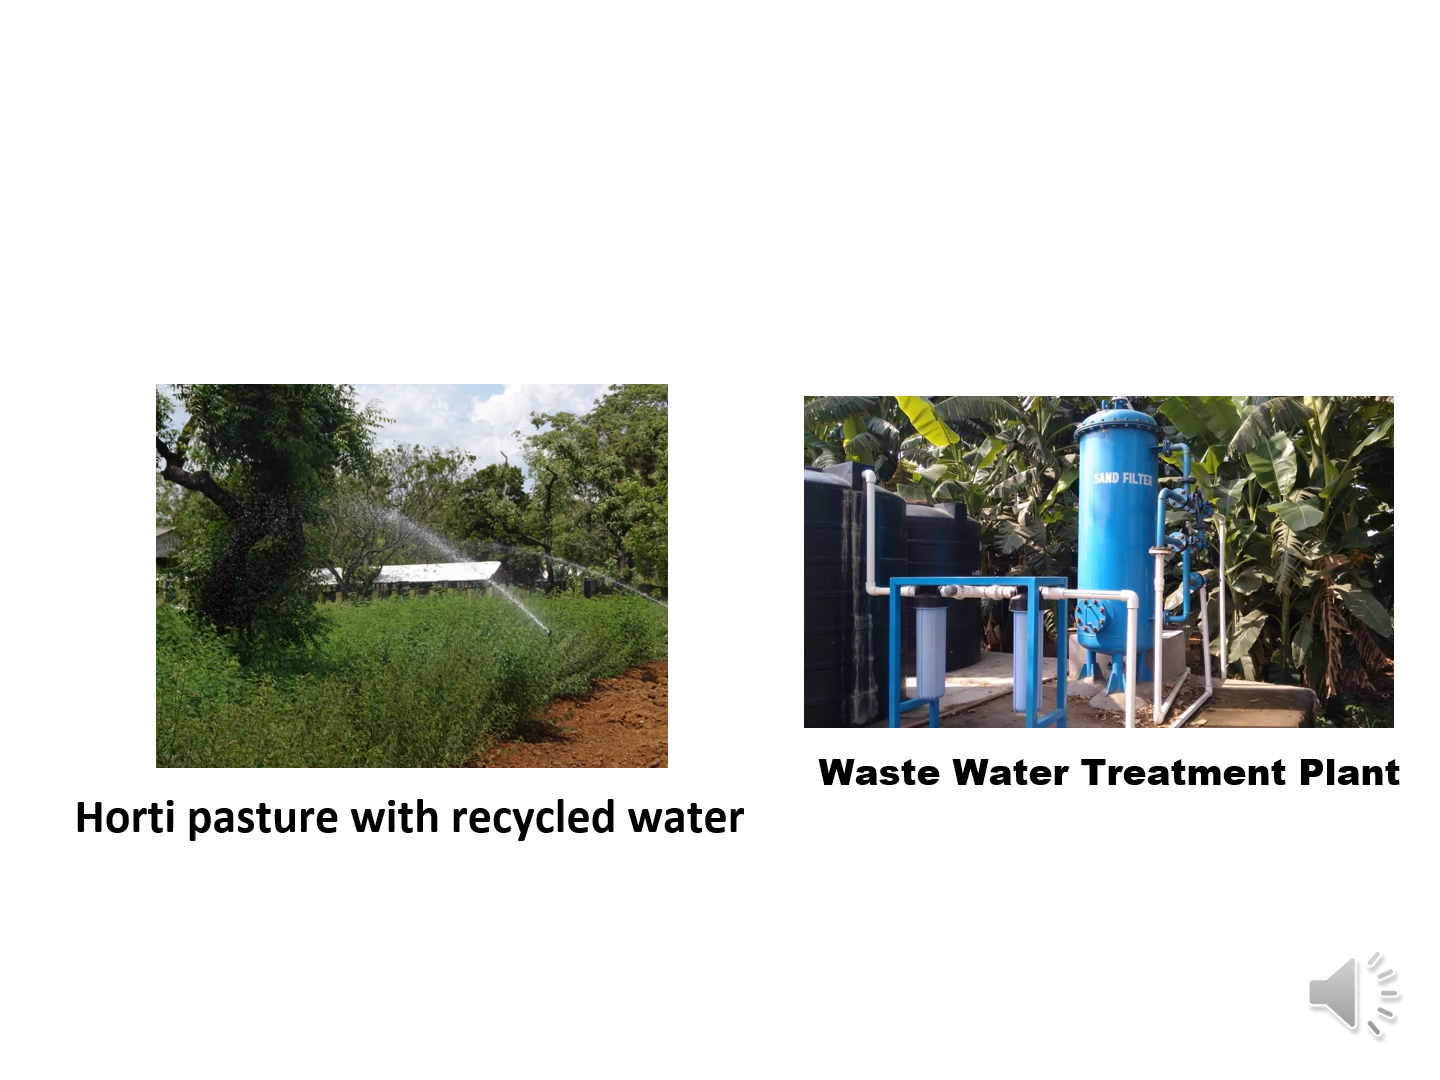 SAND FILTER
Waste Water Treatment Plant
Horti pasture with recycled water